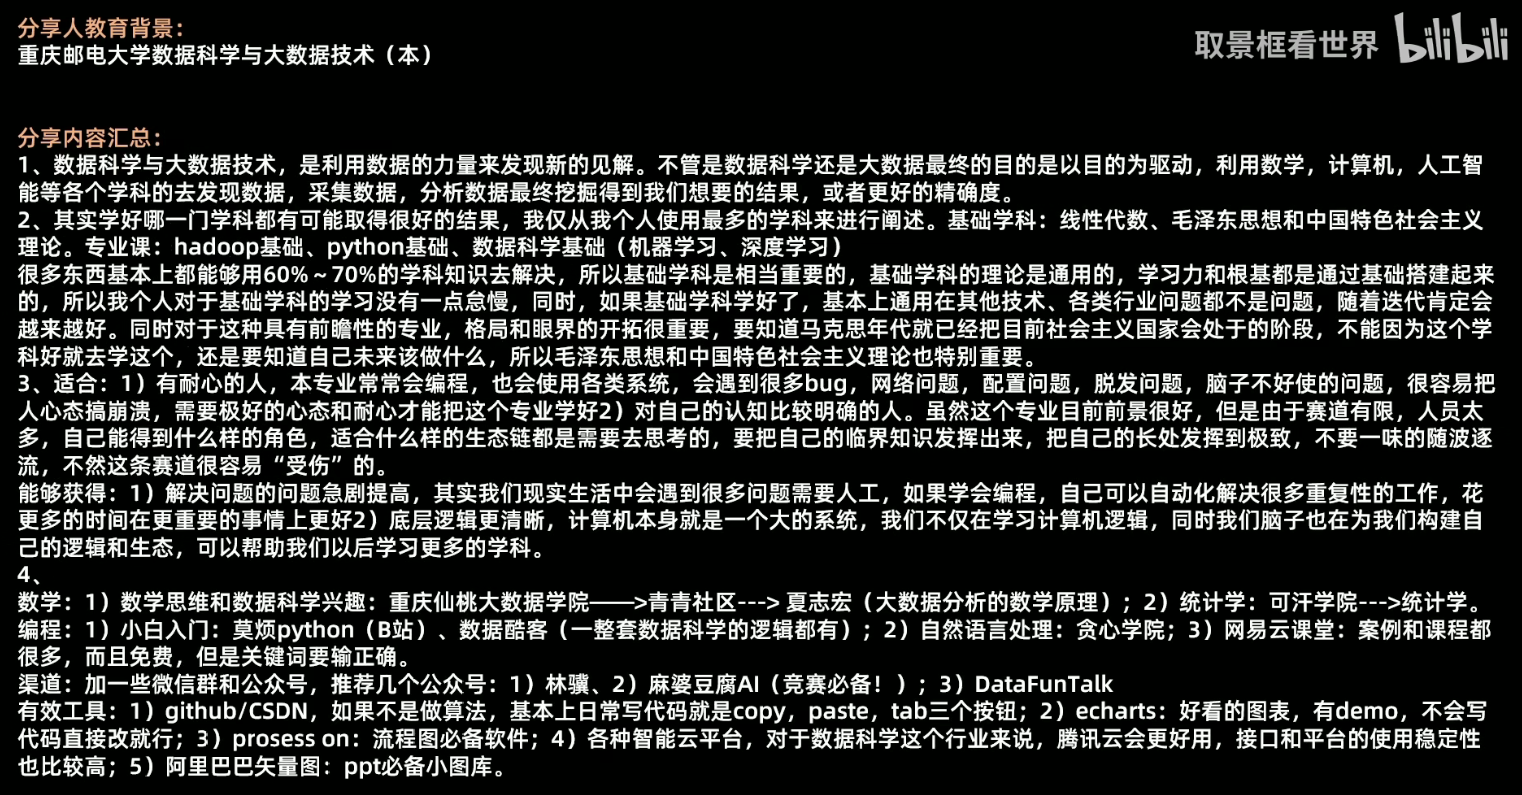 分享人教育背景：
重庆邮电大学数据科学与大数据技术（本）
取景框看世界 bilibili
分享内容汇总：
1、数据科学与大数据技术，是利用数据的力量来发现新的见解。不管是数据科学还是大数据最终的目的是以目的为驱动，利用数学，计算机，人工智
能等各个学科的去发现数据，采集数据，分析数据最终挖掘得到我们想要的结果，或者更好的精确度。
2、其实学好哪一门学科都有可能取得很好的结果，我仅从我个人使用最多的学科来进行阐述。基础学科：线性代数、毛泽东思想和中国特色社会主义
理论。专业课：hadoop基础、python基础、数据科学基础（机器学习、深度学习）
很多东西基本上都能够用60%～70%的学科知识去解决，所以基础学科是相当重要的，基础学科的理论是通用的，学习力和根基都是通过基础搭建起来
的，所以我个人对于基础学科的学习没有一点怠慢，同时，如果基础学科学好了，基本上通用在其他技术、各类行业问题都不是问题，随着迭代肯定会
越来越好。同时对于这种具有前瞻性的专业，格局和眼界的开拓很重要，要知道马克思年代就已经把目前社会主义国家会处于的阶段，不能因为这个学
科好就去学这个，还是要知道自己未来该做什么，所以毛泽东思想和中国特色社会主义理论也特别重要。
3、适合：1）有耐心的人，本专业常常会编程，也会使用各类系统，会遇到很多bug，网络问题，配置问题，脱发问题，脑子不好使的问题，很容易把
人心态搞崩溃，需要极好的心态和耐心才能把这个专业学好2）对自己的认知比较明确的人。虽然这个专业目前前景很好，但是由于赛道有限，人员太
多，自己能得到什么样的角色，适合什么样的生态链都是需要去思考的，要把自己的临界知识发挥出来，把自己的长处发挥到极致，不要一味的随波逐
流，不然这条赛道很容易“受伤”的。
能够获得：1）解决问题的问题急剧提高，其实我们现实生活中会遇到很多问题需要人工，如果学会编程，自己可以自动化解决很多重复性的工作，花
更多的时间在更重要的事情上更好2）底层逻辑更清晰，计算机本身就是一个大的系统，我们不仅在学习计算机逻辑，同时我们脑子也在为我们构建自
己的逻辑和生态，可以帮助我们以后学习更多的学科。
4、
数学：1）数学思维和数据科学兴趣：重庆仙桃大数据学院——>青青社区---> 夏志宏（大数据分析的数学原理）；2）统计学：可汗学院--->统计学。
编程：1）小白入门：莫烦python（B站）、数据酷客（一整套数据科学的逻辑都有）；2）自然语言处理：贪心学院；3）网易云课堂：案例和课程都
很多，而且免费，但是关键词要输正确。
渠道：加一些微信群和公众号，推荐几个公众号：1）林骥、2）麻婆豆腐AI（竞赛必备！）；3）DataFunTalk
有效工具：1）github/CSDN，如果不是做算法，基本上日常写代码就是copy，paste，tab三个按钮；2）echarts：好看的图表，有demo，不会写
代码直接改就行；3）prosess on：流程图必备软件；4）各种智能云平台，对于数据科学这个行业来说，腾讯云会更好用，接口和平台的使用稳定性
也比较高；5）阿里巴巴矢量图：ppt必备小图库。